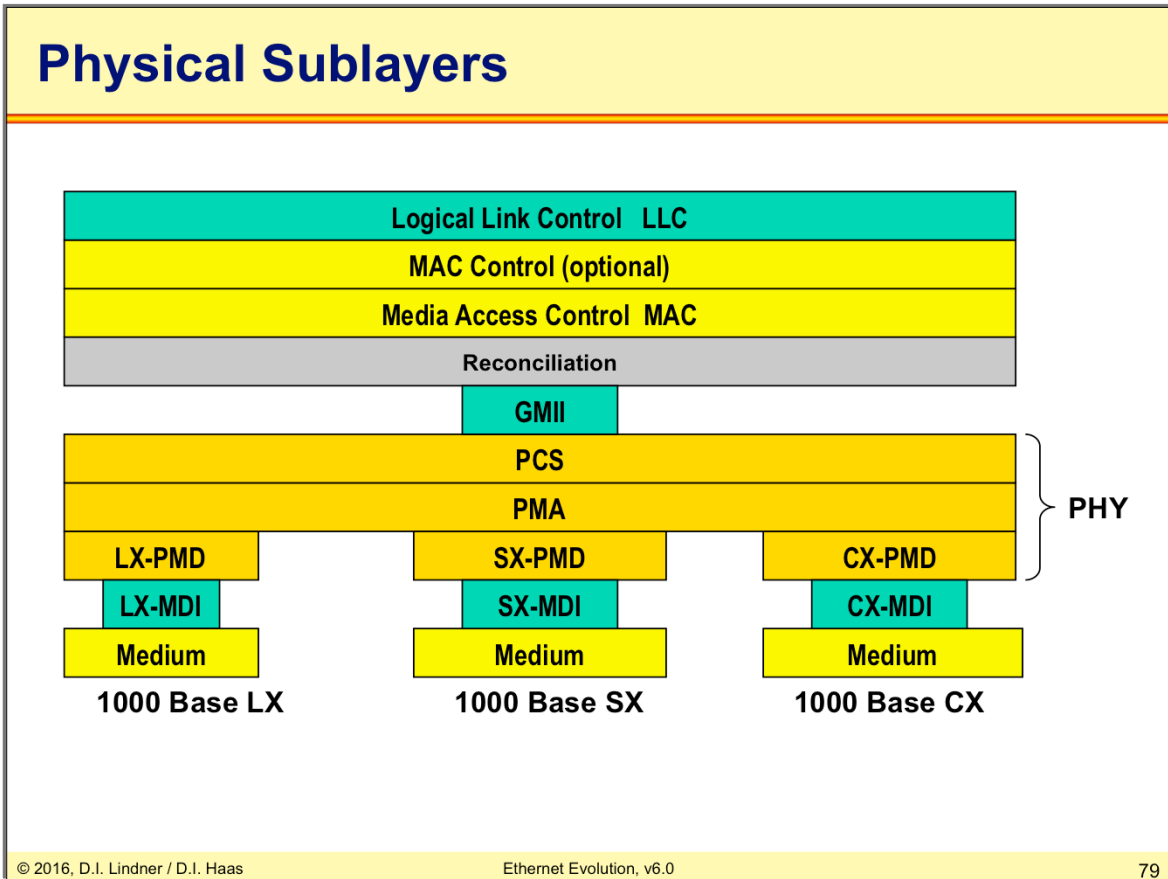 Physical Sublayers
Logical Link Control LLC
MAC Control (optional)
Media Access Control MAC
Reconciliation
GMII
PCS
PMA
PHY
LX-PMD SX-PMD CX-PMD
LX-MDI SX-MDI CX-MDI
Medium Medium Medium
1000 Base LX 1000 Base SX 1000 Base CX
© 2016, D.I. Lindner / D.I. Haas Ethernet Evolution, v6.0 79